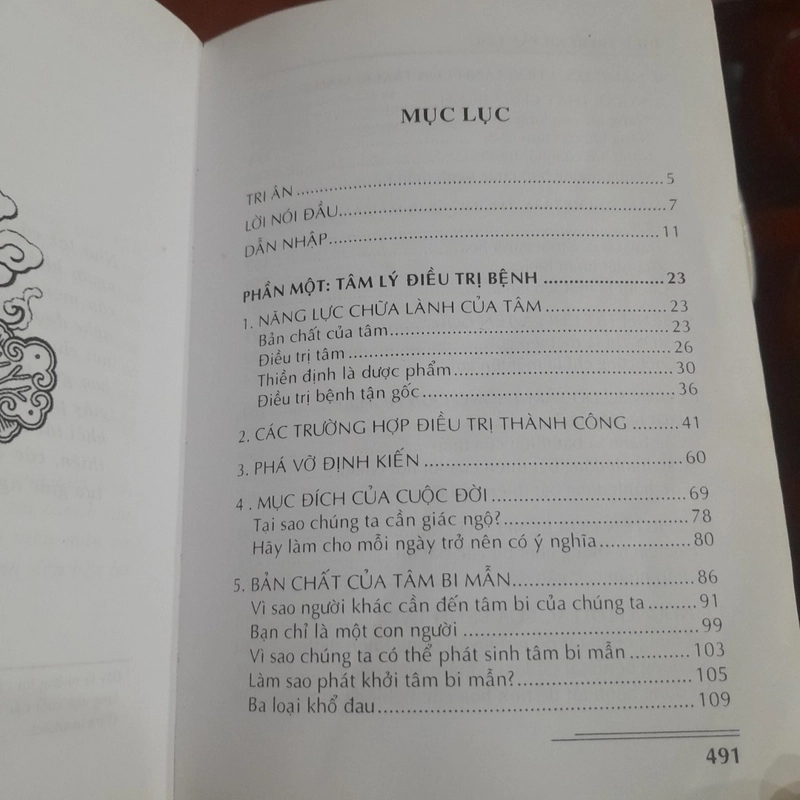 MỤC LỤC
TRI ÂN ........ 5
LỜI NÓI ĐẦU ........ 7
DẪN NHẬP ........ 11
PHẦN MỘT: TÂM LÝ ĐIỀU TRỊ BỆNH ........ 23
1. NĂNG LỰC CHỮA LÀNH CỦA TÂM ........ 23
Bản chất của tâm ........ 23
Điều trị tâm ........ 26
Thiền định là dược phẩm ........ 30
Điều trị bệnh tận gốc ........ 36
2. CÁC TRƯỜNG HỢP ĐIỀU TRỊ THÀNH CÔNG ........ 41
3. PHÁ VỠ ĐỊNH KIẾN ........ 60
4 . MỤC ĐÍCH CỦA CUỘC ĐỜI ........ 69
Tại sao chúng ta cần giác ngộ? ........ 78
Hãy làm cho mỗi ngày trở nên có ý nghĩa ........ 80
5. BẢN CHẤT CỦA TÂM BI MẪN ........ 86
Vì sao người khác cần đến tâm bi của chúng ta ........ 91
Bạn chỉ là một con người ........ 99
Vì sao chúng ta có thể phát sinh tâm bi mẫn ........ 103
Làm sao phát khởi tâm bi mẫn? ........ 105
Ba loại khổ đau ........ 109
491